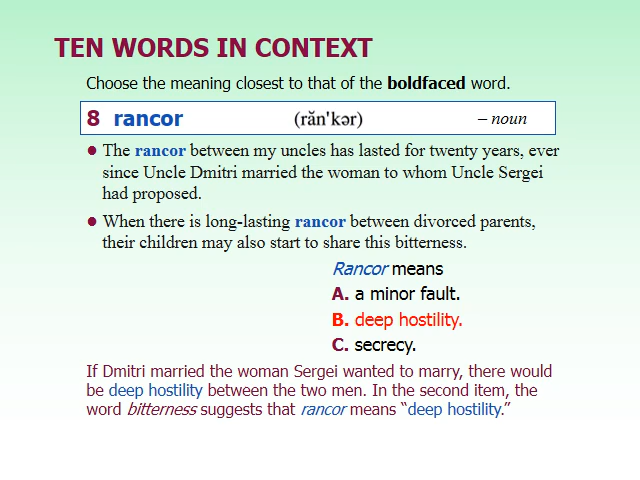 TEN WORDS IN CONTEXT
Choose the meaning closest to that of the boldfaced word.
8 rancor (răn'kər) – noun
• The rancor between my uncles has lasted for twenty years, ever
since Uncle Dmitri married the woman to whom Uncle Sergei
had proposed.
• When there is long-lasting rancor between divorced parents,
their children may also start to share this bitterness.
Rancor means
A. a minor fault.
B. deep hostility.
C. secrecy.
If Dmitri married the woman Sergei wanted to marry, there would
be deep hostility between the two men. In the second item, the
word bitterness suggests that rancor means “deep hostility.”